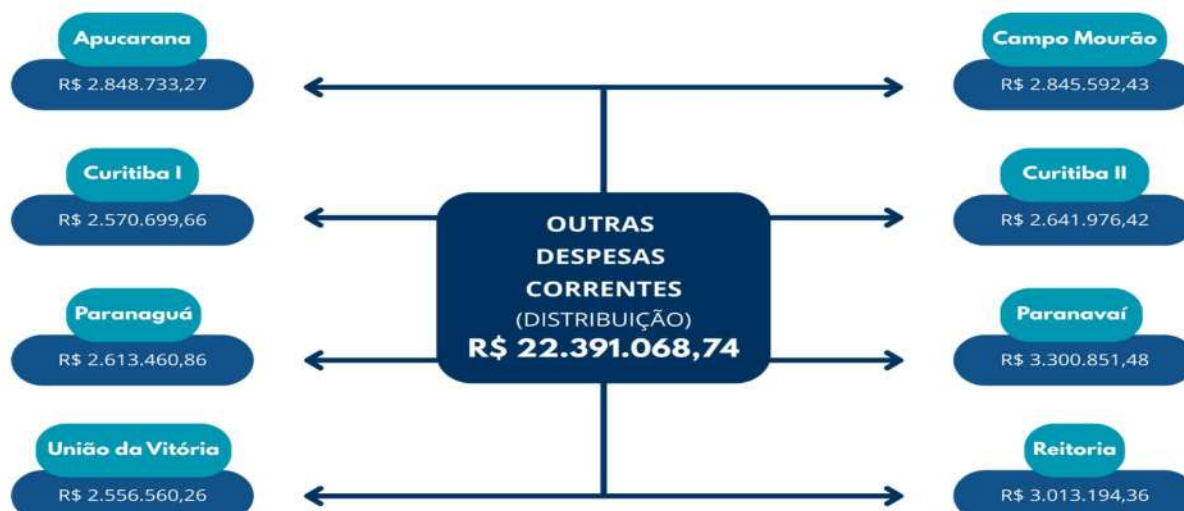 Apucarana
R$ 2.848.733,27
Campo Mourão
R$ 2.845.592,43
Curitiba I
R$ 2.570.699,66
Curitiba II
R$ 2.641.976,42
OUTRAS
DESPESAS
CORRENTES
(DISTRIBUIÇÃO)
R$ 22.391.068,74
Paranaguá
R$ 2.613.460,86
Paranavaí
R$ 3.300.851,48
União da Vitória
R$ 2.556.560,26
Reitoria
R$ 3.013.194,36